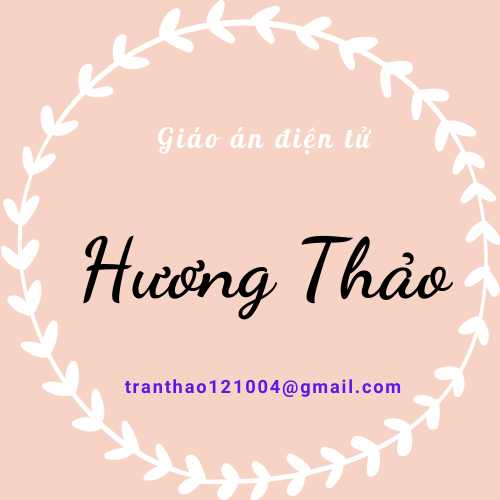 Giáo án điện tử
Hương Thảo
tranthao121004@gmail.com